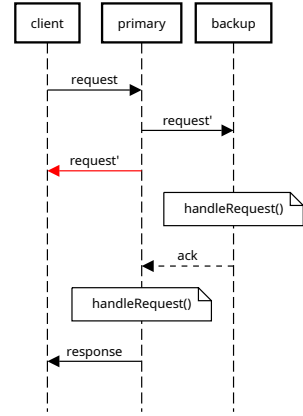 client primary backup
request
request'
request'
handleRequest()
ack
handleRequest()
response